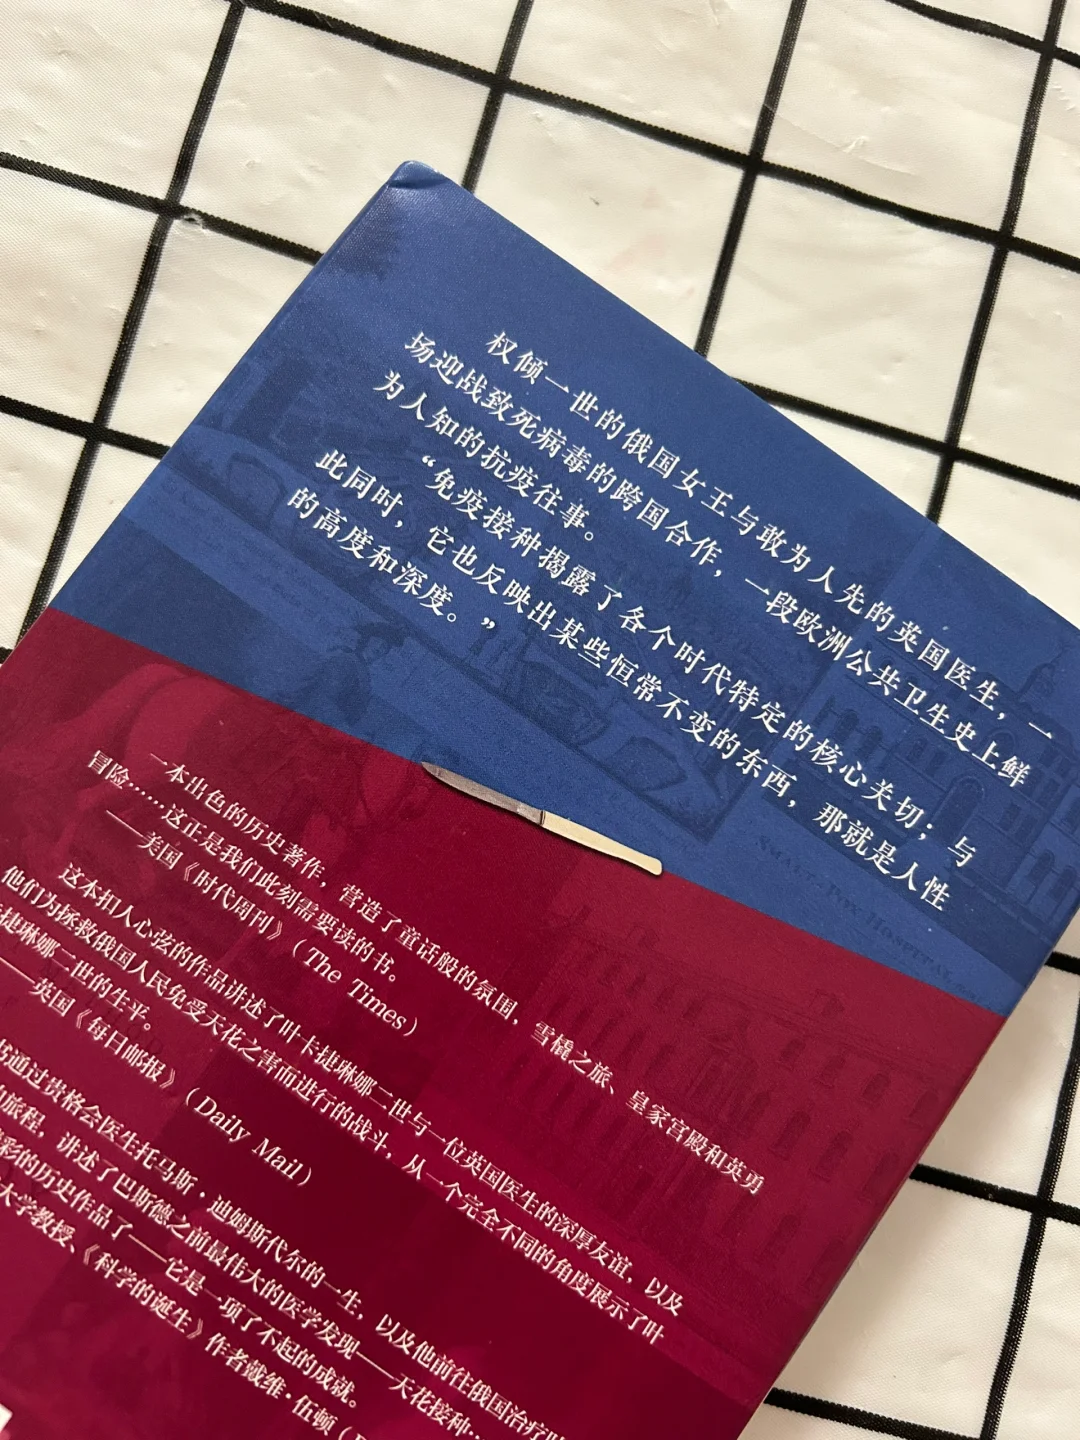 权倾一世的俄国女王与敢为人先的英国医生，一
场迎战致死病毒的跨国合作，一段欧洲公共卫生史上鲜
为人知的抗疫往事。
“免疫接种揭露了各个时代特定的核心关切；与
此同时，它也反映出某些恒常不变的东西，那就是人性
的高度和深度。”
SMALL-POX HOSPITAL
一本出色的历史著作，营造了童话般的氛围，雪橇之旅、皇家宫殿和英勇
冒险……这正是我们此刻需要读的书。
——美国《时代周刊》（The Times）
这本扣人心弦的作品讲述了叶卡捷琳娜二世与一位英国医生的深厚友谊，以及
他们为拯救俄国人民免受天花之害而进行的战斗，从一个完全不同的角度展示了叶
捷琳娜二世的生平。
——英国《每日邮报》（Daily Mail）
通过贵格会医生托马斯·迪姆斯代尔的一生，以及他前往俄国治疗
旅程，讲述了巴斯德之前最伟大的医学发现——天花接种
彩的历史作品了——它是一项了不起的成就。
大学教授、《科学的诞生》作者戴维·伍顿（